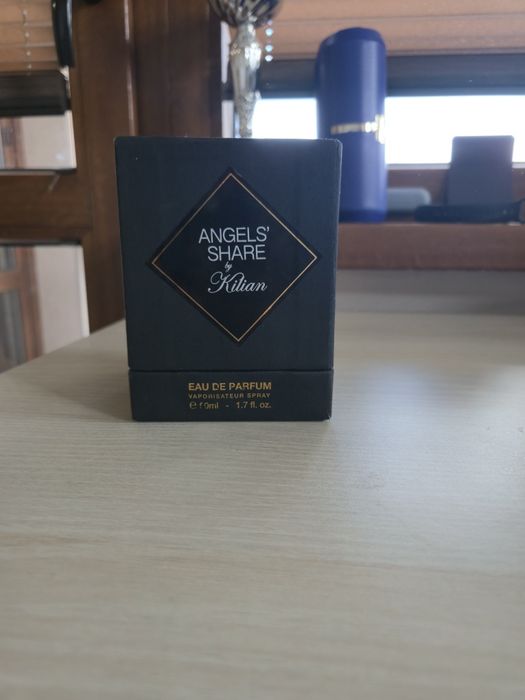 ANGELS'
SHARE
by
Kilian
EAU DE PARFUM
VAPORISATEUR SPRAY
℮ 50ml - 1.7 fl. oz.